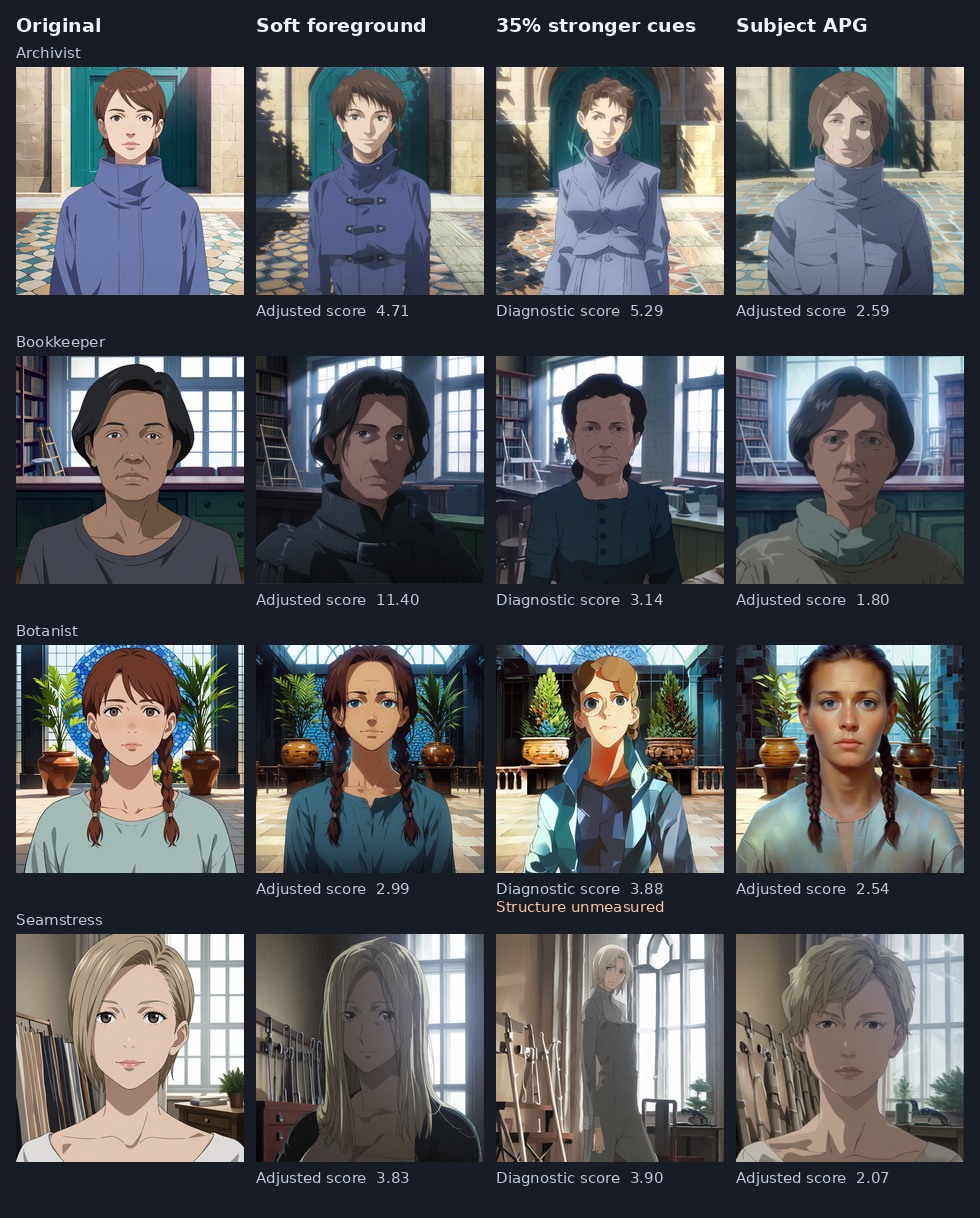 Original Soft foreground 35% stronger cues Subject APG
Archivist
Adjusted score 4.71 Diagnostic score 5.29 Adjusted score 2.59
Bookkeeper
Adjusted score 11.40 Diagnostic score 3.14 Adjusted score 1.80
Botanist
Adjusted score 2.99 Diagnostic score 3.88 Adjusted score 2.54
Structure unmeasured
Seamstress
Adjusted score 3.83 Diagnostic score 3.90 Adjusted score 2.07